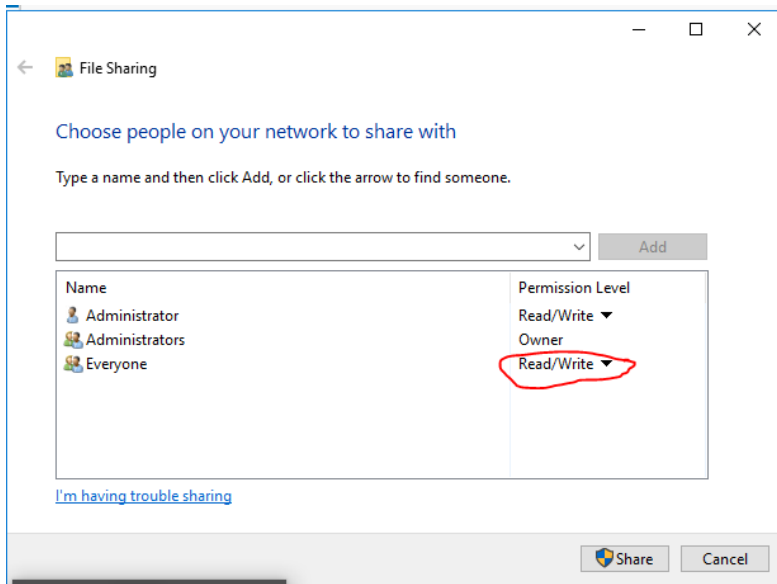 File Sharing
Choose people on your network to share with
Type a name and then click Add, or click the arrow to find someone.
Add
Name Permission Level
Administrator Read/Write
Administrators Owner
Everyone Read/Write
I'm having trouble sharing
Share Cancel